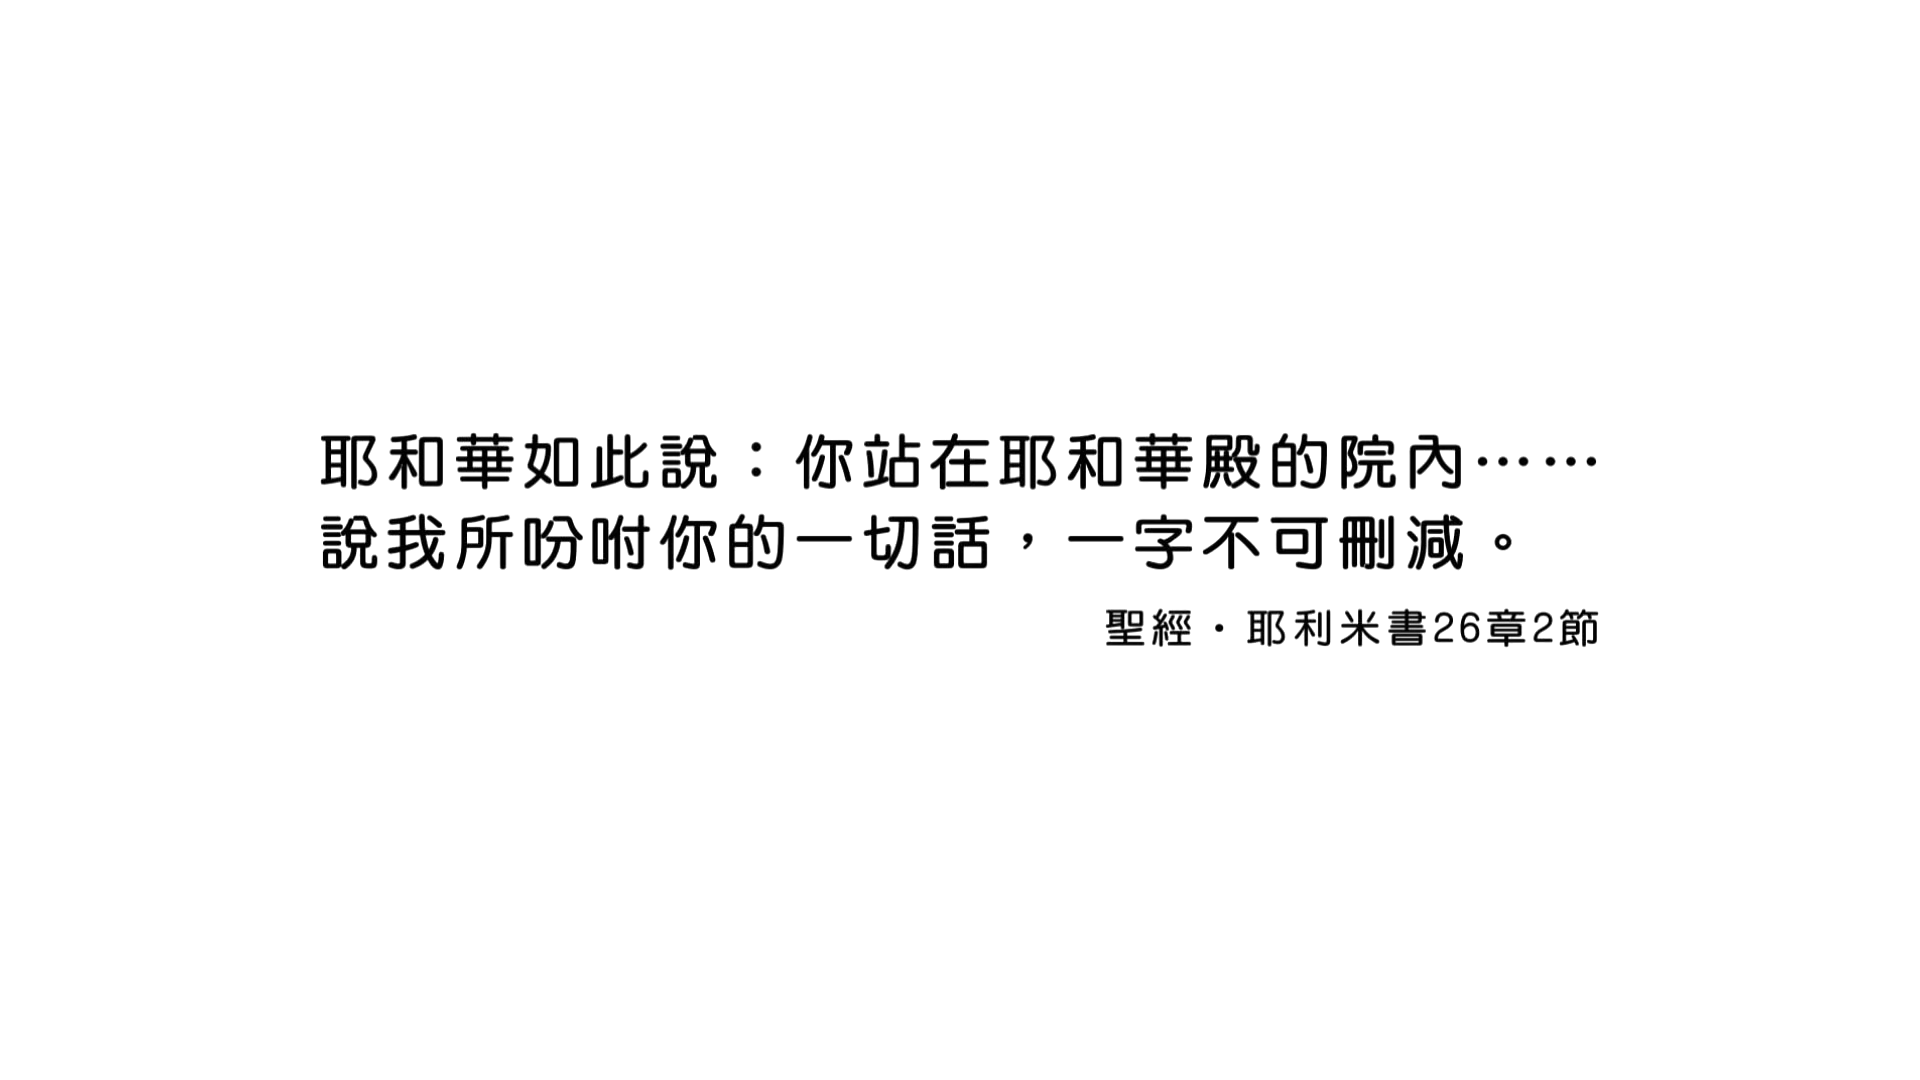 耶和華如此說：你站在耶和華殿的院內……
說我所吩咐你的一切話，一字不可刪減。
聖經・耶利米書26章2節